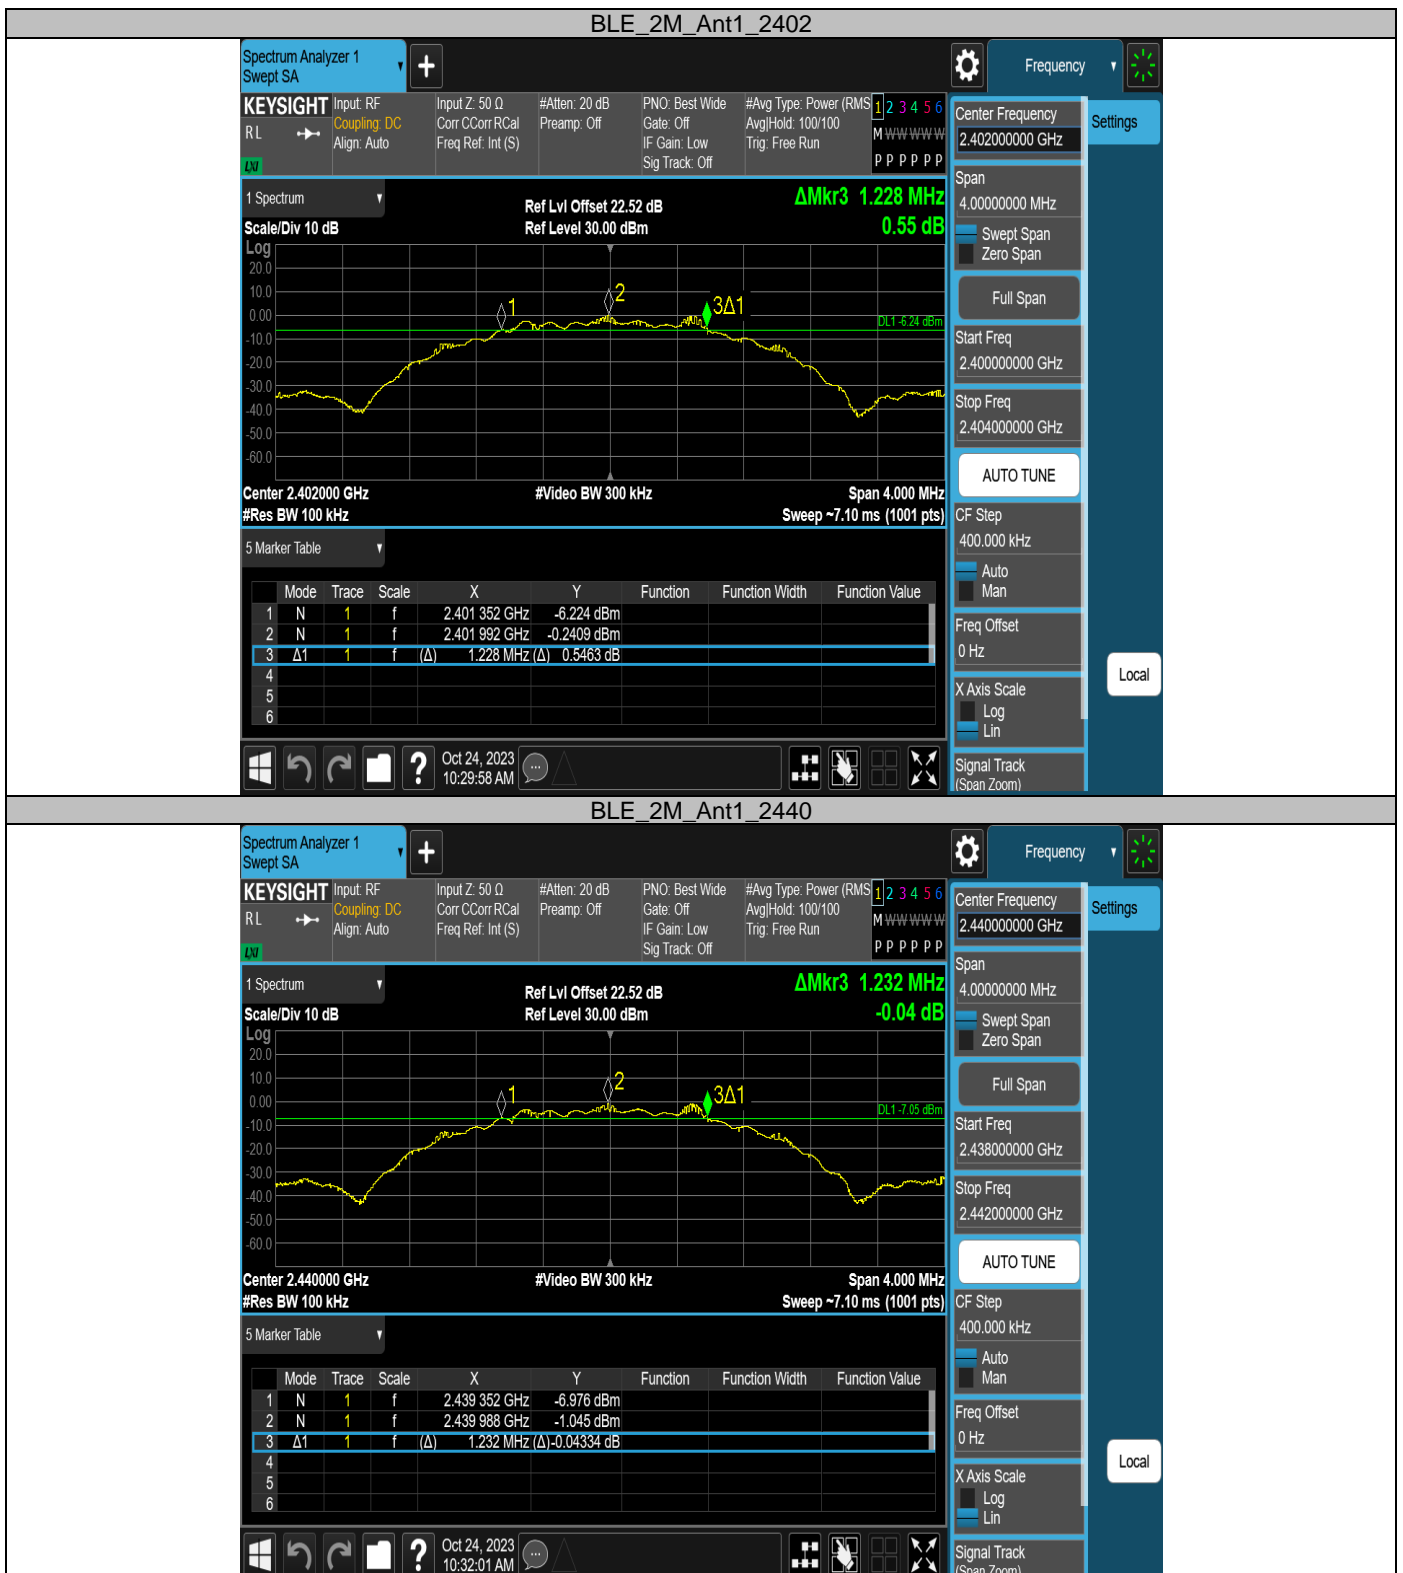 BLE_2M_Ant1_2402
Spectrum Analyzer 1
Swept SA
+
Frequency
KEYSIGHT
RL
LXI
Input: RF
Coupling: DC
Align: Auto
Input Z: 50 Ω
Corr CCorr RCal
Freq Ref: Int (S)
#Atten: 20 dB
Preamp: Off
PNO: Best Wide
Gate: Off
IF Gain: Low
Sig Track: Off
#Avg Type: Power (RMS
Avg|Hold: 100/100
Trig: Free Run
1 2 3 4 5 6
M W W W W W
P P P P P P
1 Spectrum
Scale/Div 10 dB
Ref Lvl Offset 22.52 dB
Ref Level 30.00 dBm
ΔMkr3 1.228 MHz
0.55 dB
Log
20.0
10.0
0.00
-10.0
-20.0
-30.0
-40.0
-50.0
-60.0
1
2
3Δ1
DL1 -6.24 dBm
Center 2.402000 GHz
#Video BW 300 kHz
Span 4.000 MHz
#Res BW 100 kHz
Sweep ~7.10 ms (1001 pts)
5 Marker Table
Mode Trace Scale X Y Function Function Width Function Value
1 N 1 f 2.401 352 GHz -6.224 dBm
2 N 1 f 2.401 992 GHz -0.2409 dBm
3 Δ1 1 f (Δ) 1.228 MHz (Δ) 0.5463 dB
4
5
6
?
Oct 24, 2023
10:29:58 AM
Center Frequency
2.402000000 GHz
Settings
Span
4.00000000 MHz
Swept Span
Zero Span
Full Span
Start Freq
2.400000000 GHz
Stop Freq
2.404000000 GHz
AUTO TUNE
CF Step
400.000 kHz
Auto
Man
Freq Offset
0 Hz
X Axis Scale
Log
Lin
Local
Signal Track
(Span Zoom)
BLE_2M_Ant1_2440
Spectrum Analyzer 1
Swept SA
+
Frequency
KEYSIGHT
RL
LXI
Input: RF
Coupling: DC
Align: Auto
Input Z: 50 Ω
Corr CCorr RCal
Freq Ref: Int (S)
#Atten: 20 dB
Preamp: Off
PNO: Best Wide
Gate: Off
IF Gain: Low
Sig Track: Off
#Avg Type: Power (RMS
Avg|Hold: 100/100
Trig: Free Run
1 2 3 4 5 6
M W W W W W
P P P P P P
1 Spectrum
Scale/Div 10 dB
Ref Lvl Offset 22.52 dB
Ref Level 30.00 dBm
ΔMkr3 1.232 MHz
-0.04 dB
Log
20.0
10.0
0.00
-10.0
-20.0
-30.0
-40.0
-50.0
-60.0
1
2
3Δ1
DL1 -7.05 dBm
Center 2.440000 GHz
#Video BW 300 kHz
Span 4.000 MHz
#Res BW 100 kHz
Sweep ~7.10 ms (1001 pts)
5 Marker Table
Mode Trace Scale X Y Function Function Width Function Value
1 N 1 f 2.439 352 GHz -6.976 dBm
2 N 1 f 2.439 988 GHz -1.045 dBm
3 Δ1 1 f (Δ) 1.232 MHz (Δ) -0.04334 dB
4
5
6
?
Oct 24, 2023
10:32:01 AM
Center Frequency
2.440000000 GHz
Settings
Span
4.00000000 MHz
Swept Span
Zero Span
Full Span
Start Freq
2.438000000 GHz
Stop Freq
2.442000000 GHz
AUTO TUNE
CF Step
400.000 kHz
Auto
Man
Freq Offset
0 Hz
X Axis Scale
Log
Lin
Local
Signal Track
(Span Zoom)